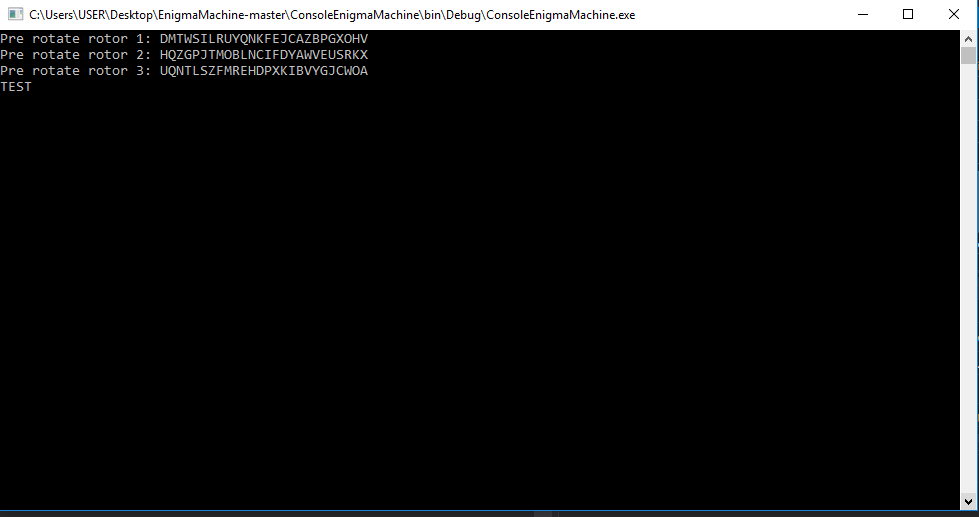 C:\Users\USER\Desktop\EnigmaMachine-master\ConsoleEnigmaMachine\bin\Debug\ConsoleEnigmaMachine.exe
Pre rotate rotor 1: DMTWSILRUYQNKFEJCAZBPGXOHV
Pre rotate rotor 2: HQZGPJTMOBLNCIFDYAWVEUSRKX
Pre rotate rotor 3: UQNTLSZFMREHDPXKIBVYGJCWOA
TEST